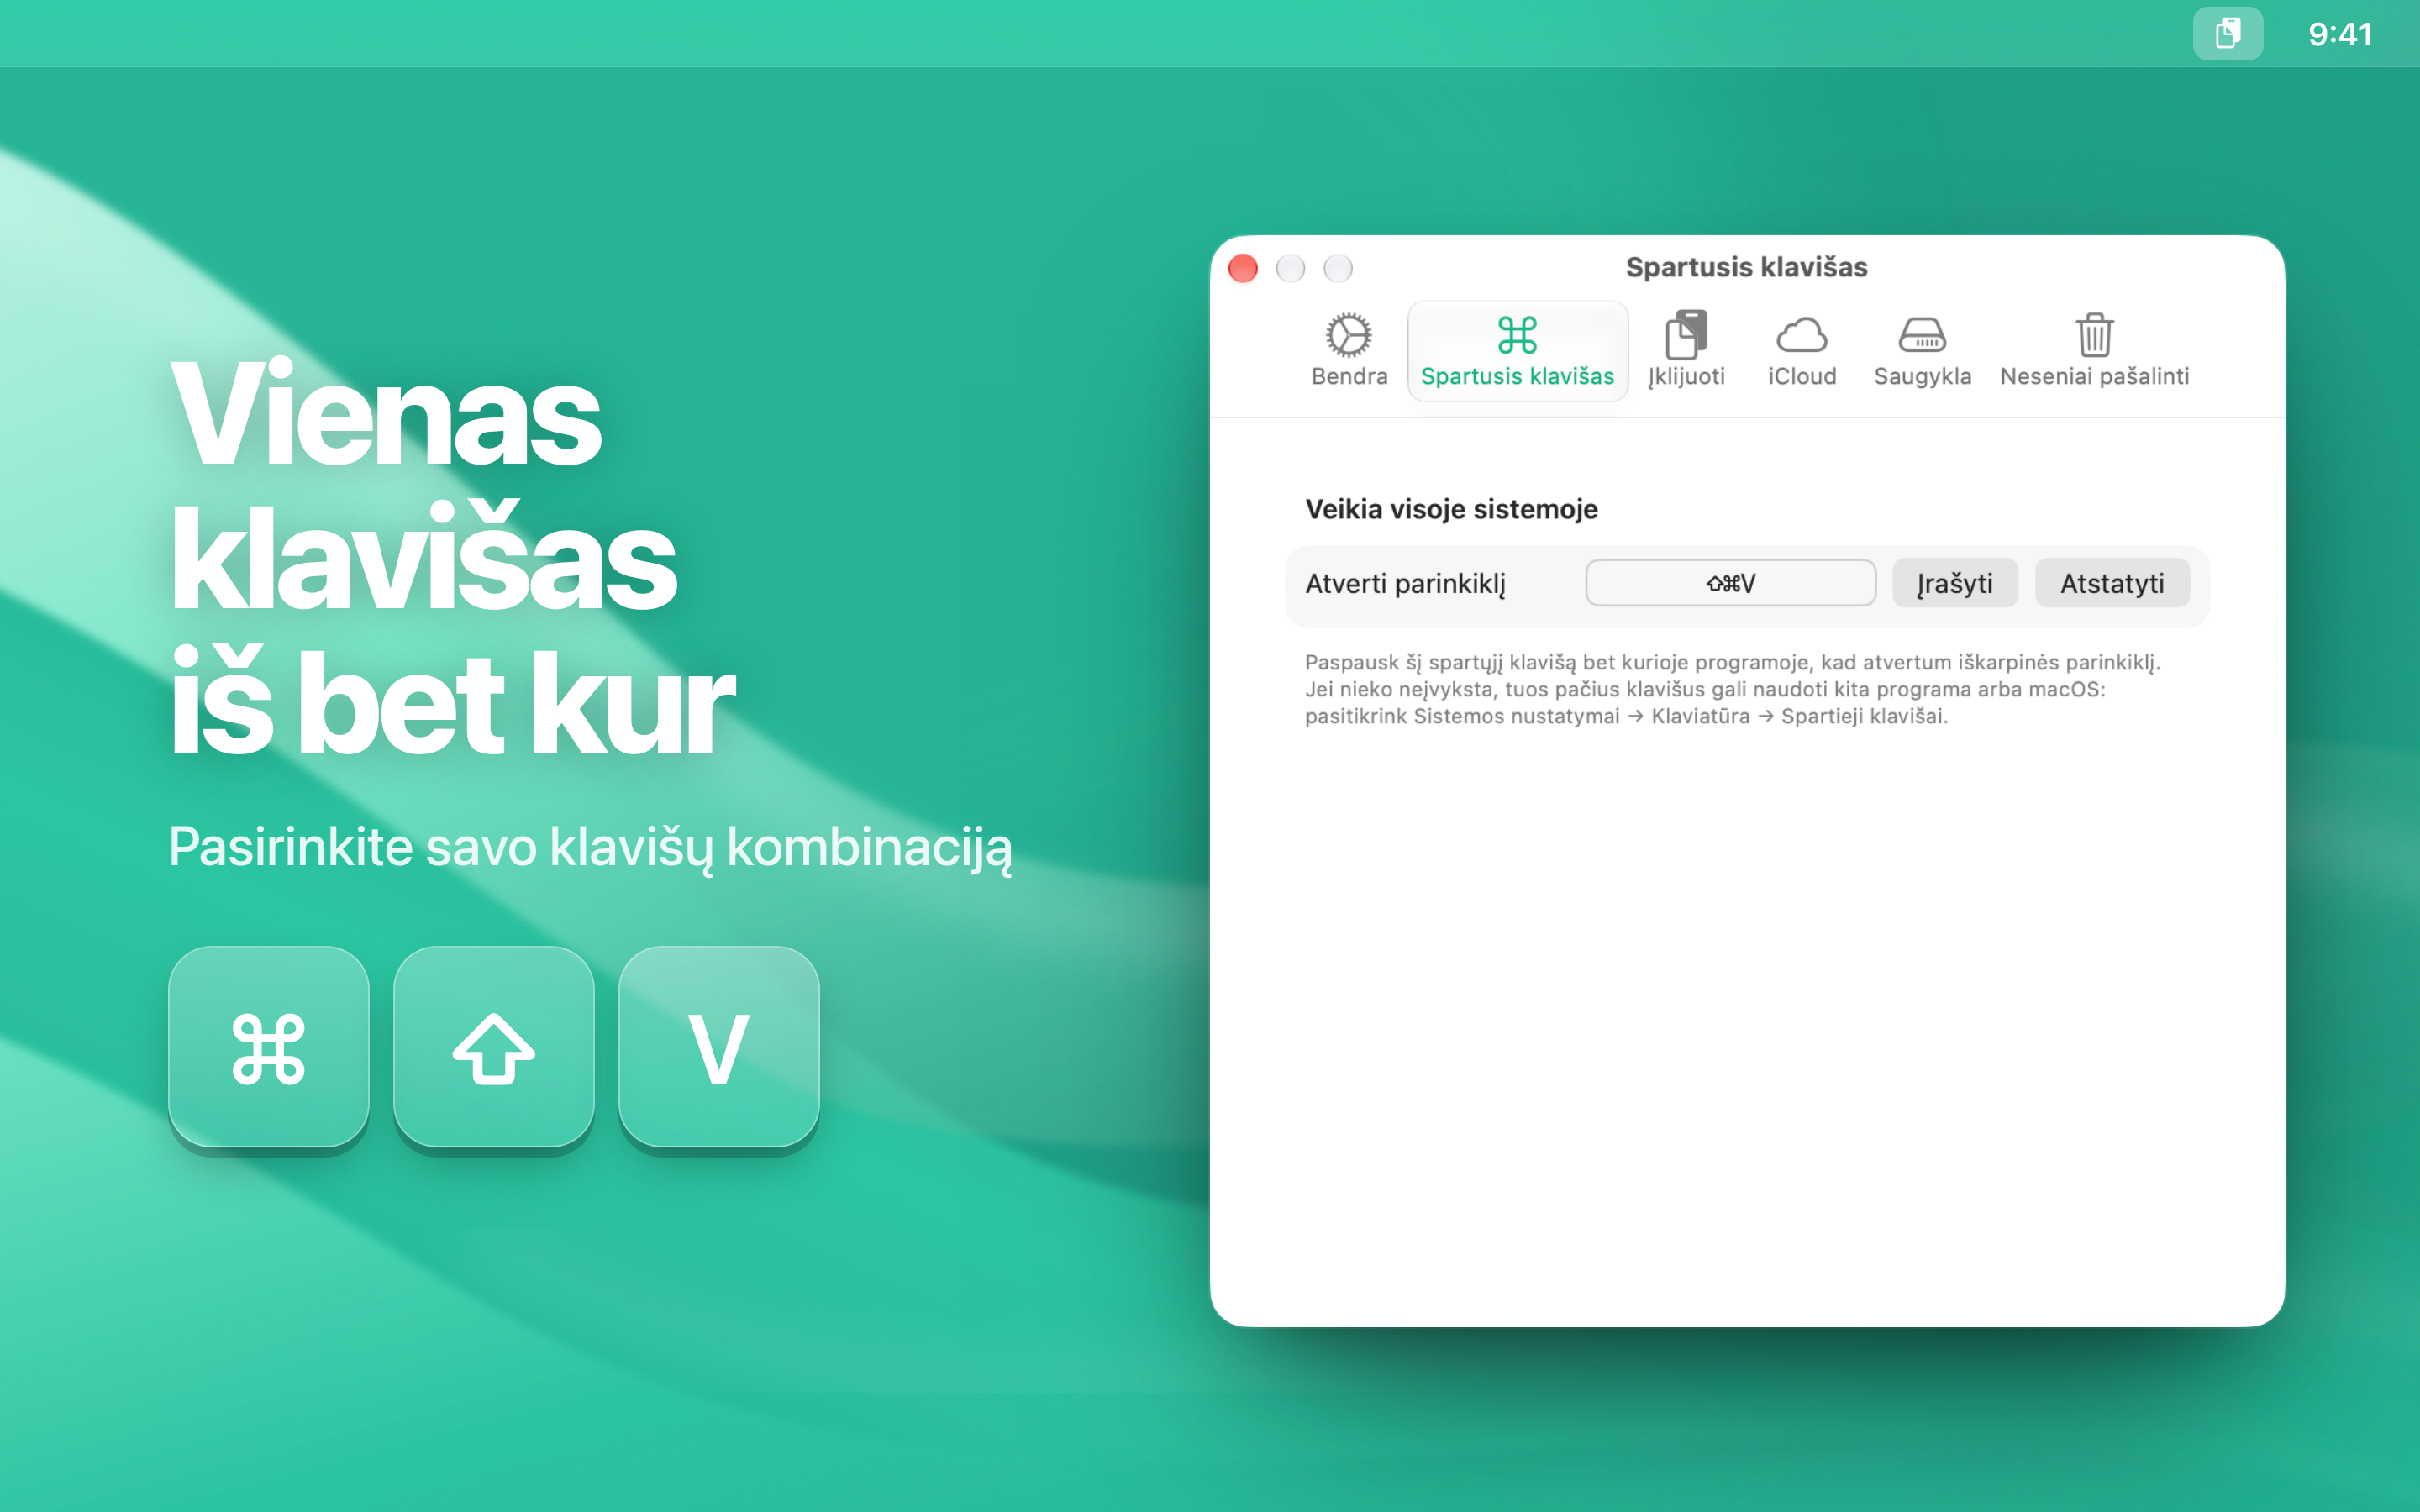 9:41
Vienas
klavišas
iš bet kur
Pasirinkite savo klavišų kombinaciją
⌘ ⇧ V
Spartusis klavišas
Bendra Spartusis klavišas Įklijuoti iCloud Saugykla Neseniai pašalinti
Veikia visoje sistemoje
Atverti parinkiklį ⇧⌘V Įrašyti Atstatyti
Paspausk šį spartųjį klavišą bet kurioje programoje, kad atvertum iškarpinės parinkiklį.
Jei nieko neįvyksta, tuos pačius klavišus gali naudoti kita programa arba macOS:
pasitikrink Sistemos nustatymai → Klaviatūra → Spartieji klavišai.